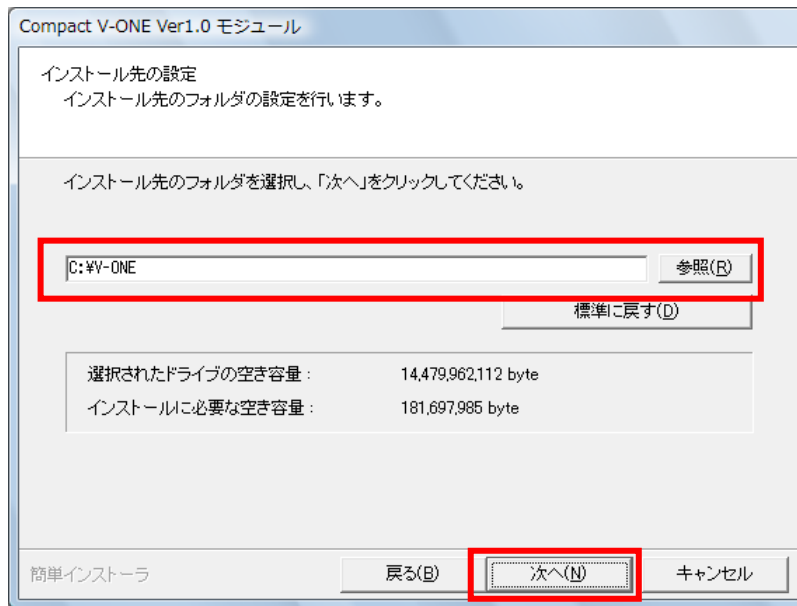 Compact V-ONE Ver1.0 モジュール
インストール先の設定
インストール先のフォルダの設定を行います。
インストール先のフォルダを選択し、「次へ」をクリックしてください。
C:¥V-ONE
参照(R)
標準に戻す(D)
選択されたドライブの空き容量： 14,479,962,112 byte
インストールに必要な空き容量： 181,697,985 byte
簡単インストーラ
戻る(B)
次へ(N)
キャンセル